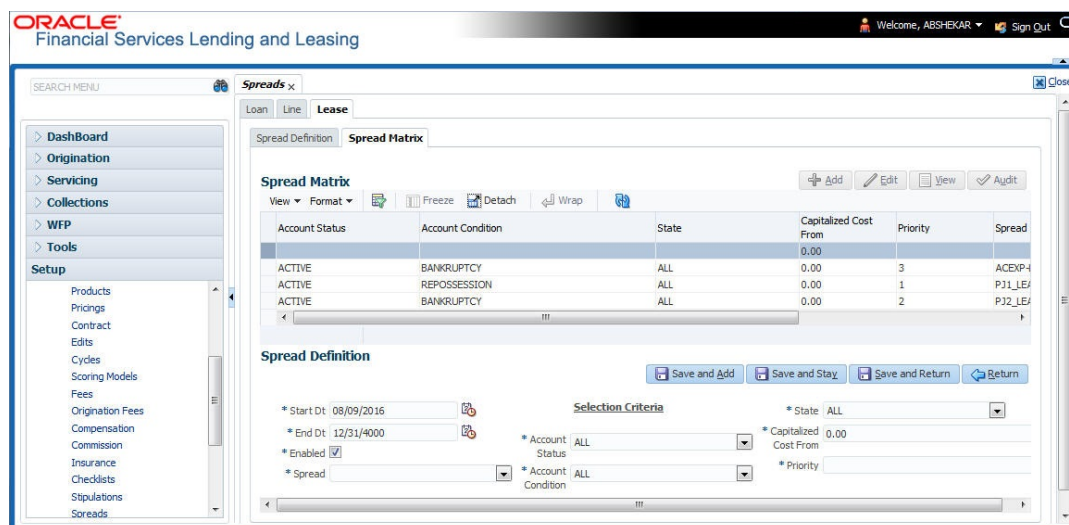 ORACLE
Financial Services Lending and Leasing
Welcome, ABSHEKAR Sign Out
SEARCH MENU
Spreads x
Close
Loan Line Lease
DashBoard
Origination
Servicing
Collections
WFP
Tools
Setup
Products
Pricings
Contract
Edits
Cycles
Scoring Models
Fees
Origination Fees
Compensation
Commission
Insurance
Checklists
Stipulations
Spreads
Spread Definition Spread Matrix
Spread Matrix
Add Edit View Audit
View Format Freeze Detach Wrap
Account Status Account Condition State Capitalized Cost From Priority Spread
0.00
ACTIVE BANKRUPTCY ALL 0.00 3
ACTIVE REPOSSESSION ALL 0.00 1
ACTIVE BANKRUPTCY ALL 0.00 2
Spread Definition
Save and Add Save and Stay Save and Return Return
* Start Dt 08/09/2016
* End Dt 12/31/4000
* Enabled
* Spread
Selection Criteria
* Account Status ALL
* Account Condition ALL
* State ALL
* Capitalized Cost From 0.00
* Priority